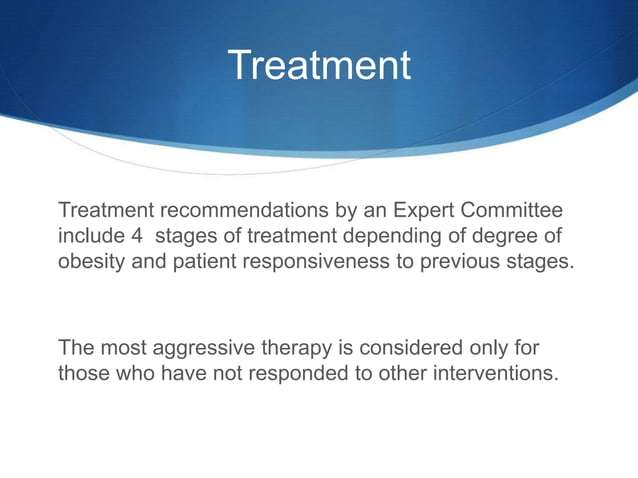 Treatment
Treatment recommendations by an Expert Committee
include 4  stages of treatment depending of degree of
obesity and patient responsiveness to previous stages.
The most aggressive therapy is considered only for
those who have not responded to other interventions.